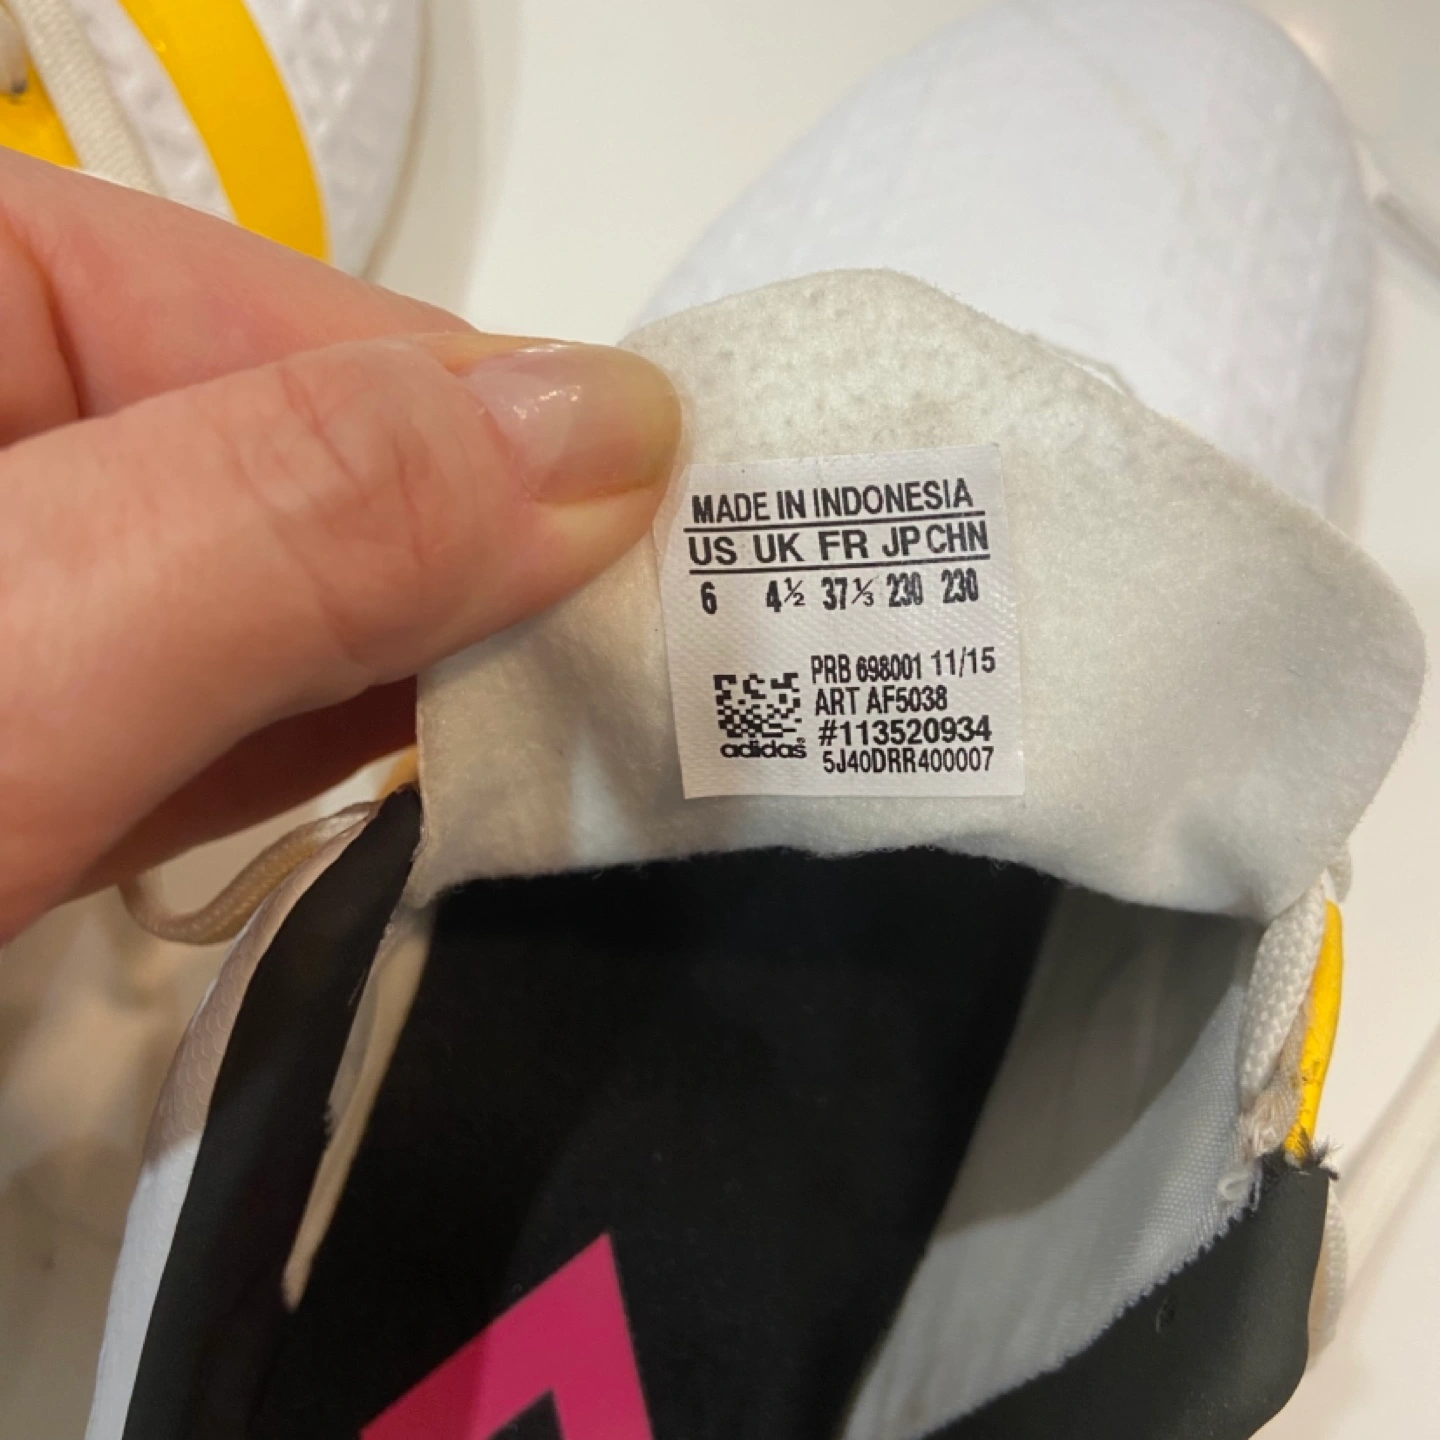 MADE IN INDONESIA
US UK FR JP CHN
6 4½ 37⅓ 230 230
PRB 698001 11/15
ART AF5038
#113520934
adidas
5J40DRR400007